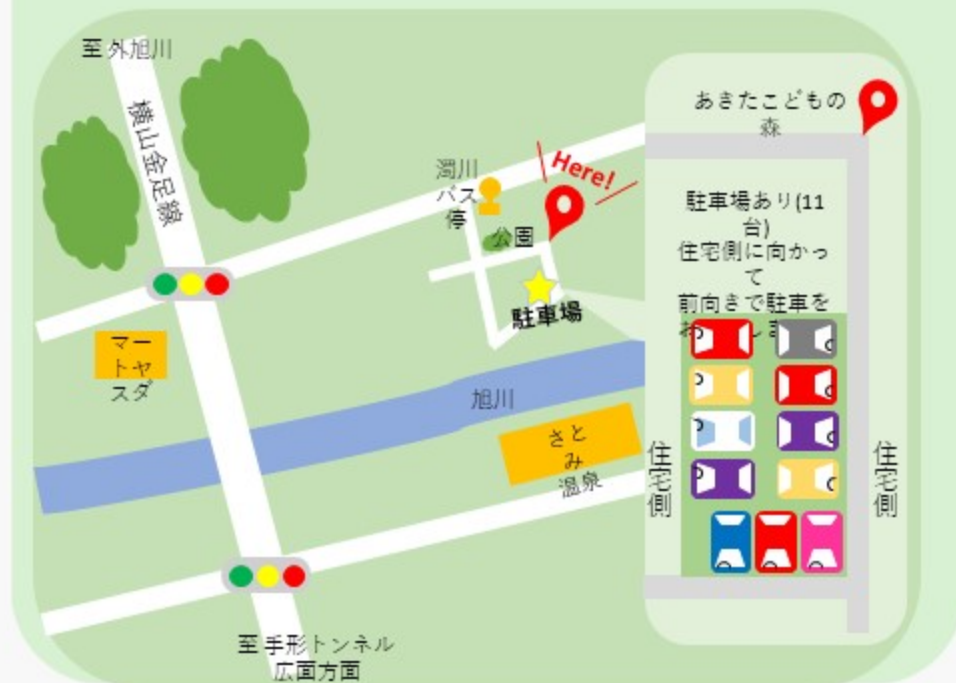 至 外旭川
横山金足線
濁川
バス
停
Here!
公園
駐車場
マー
トヤ
スダ
旭川
さと
み
温泉
至 手形トンネル
広面方面
あきたこどもの
森
駐車場あり(11
台)
住宅側に向かっ
て
前向きで駐車を
住宅側
住宅側